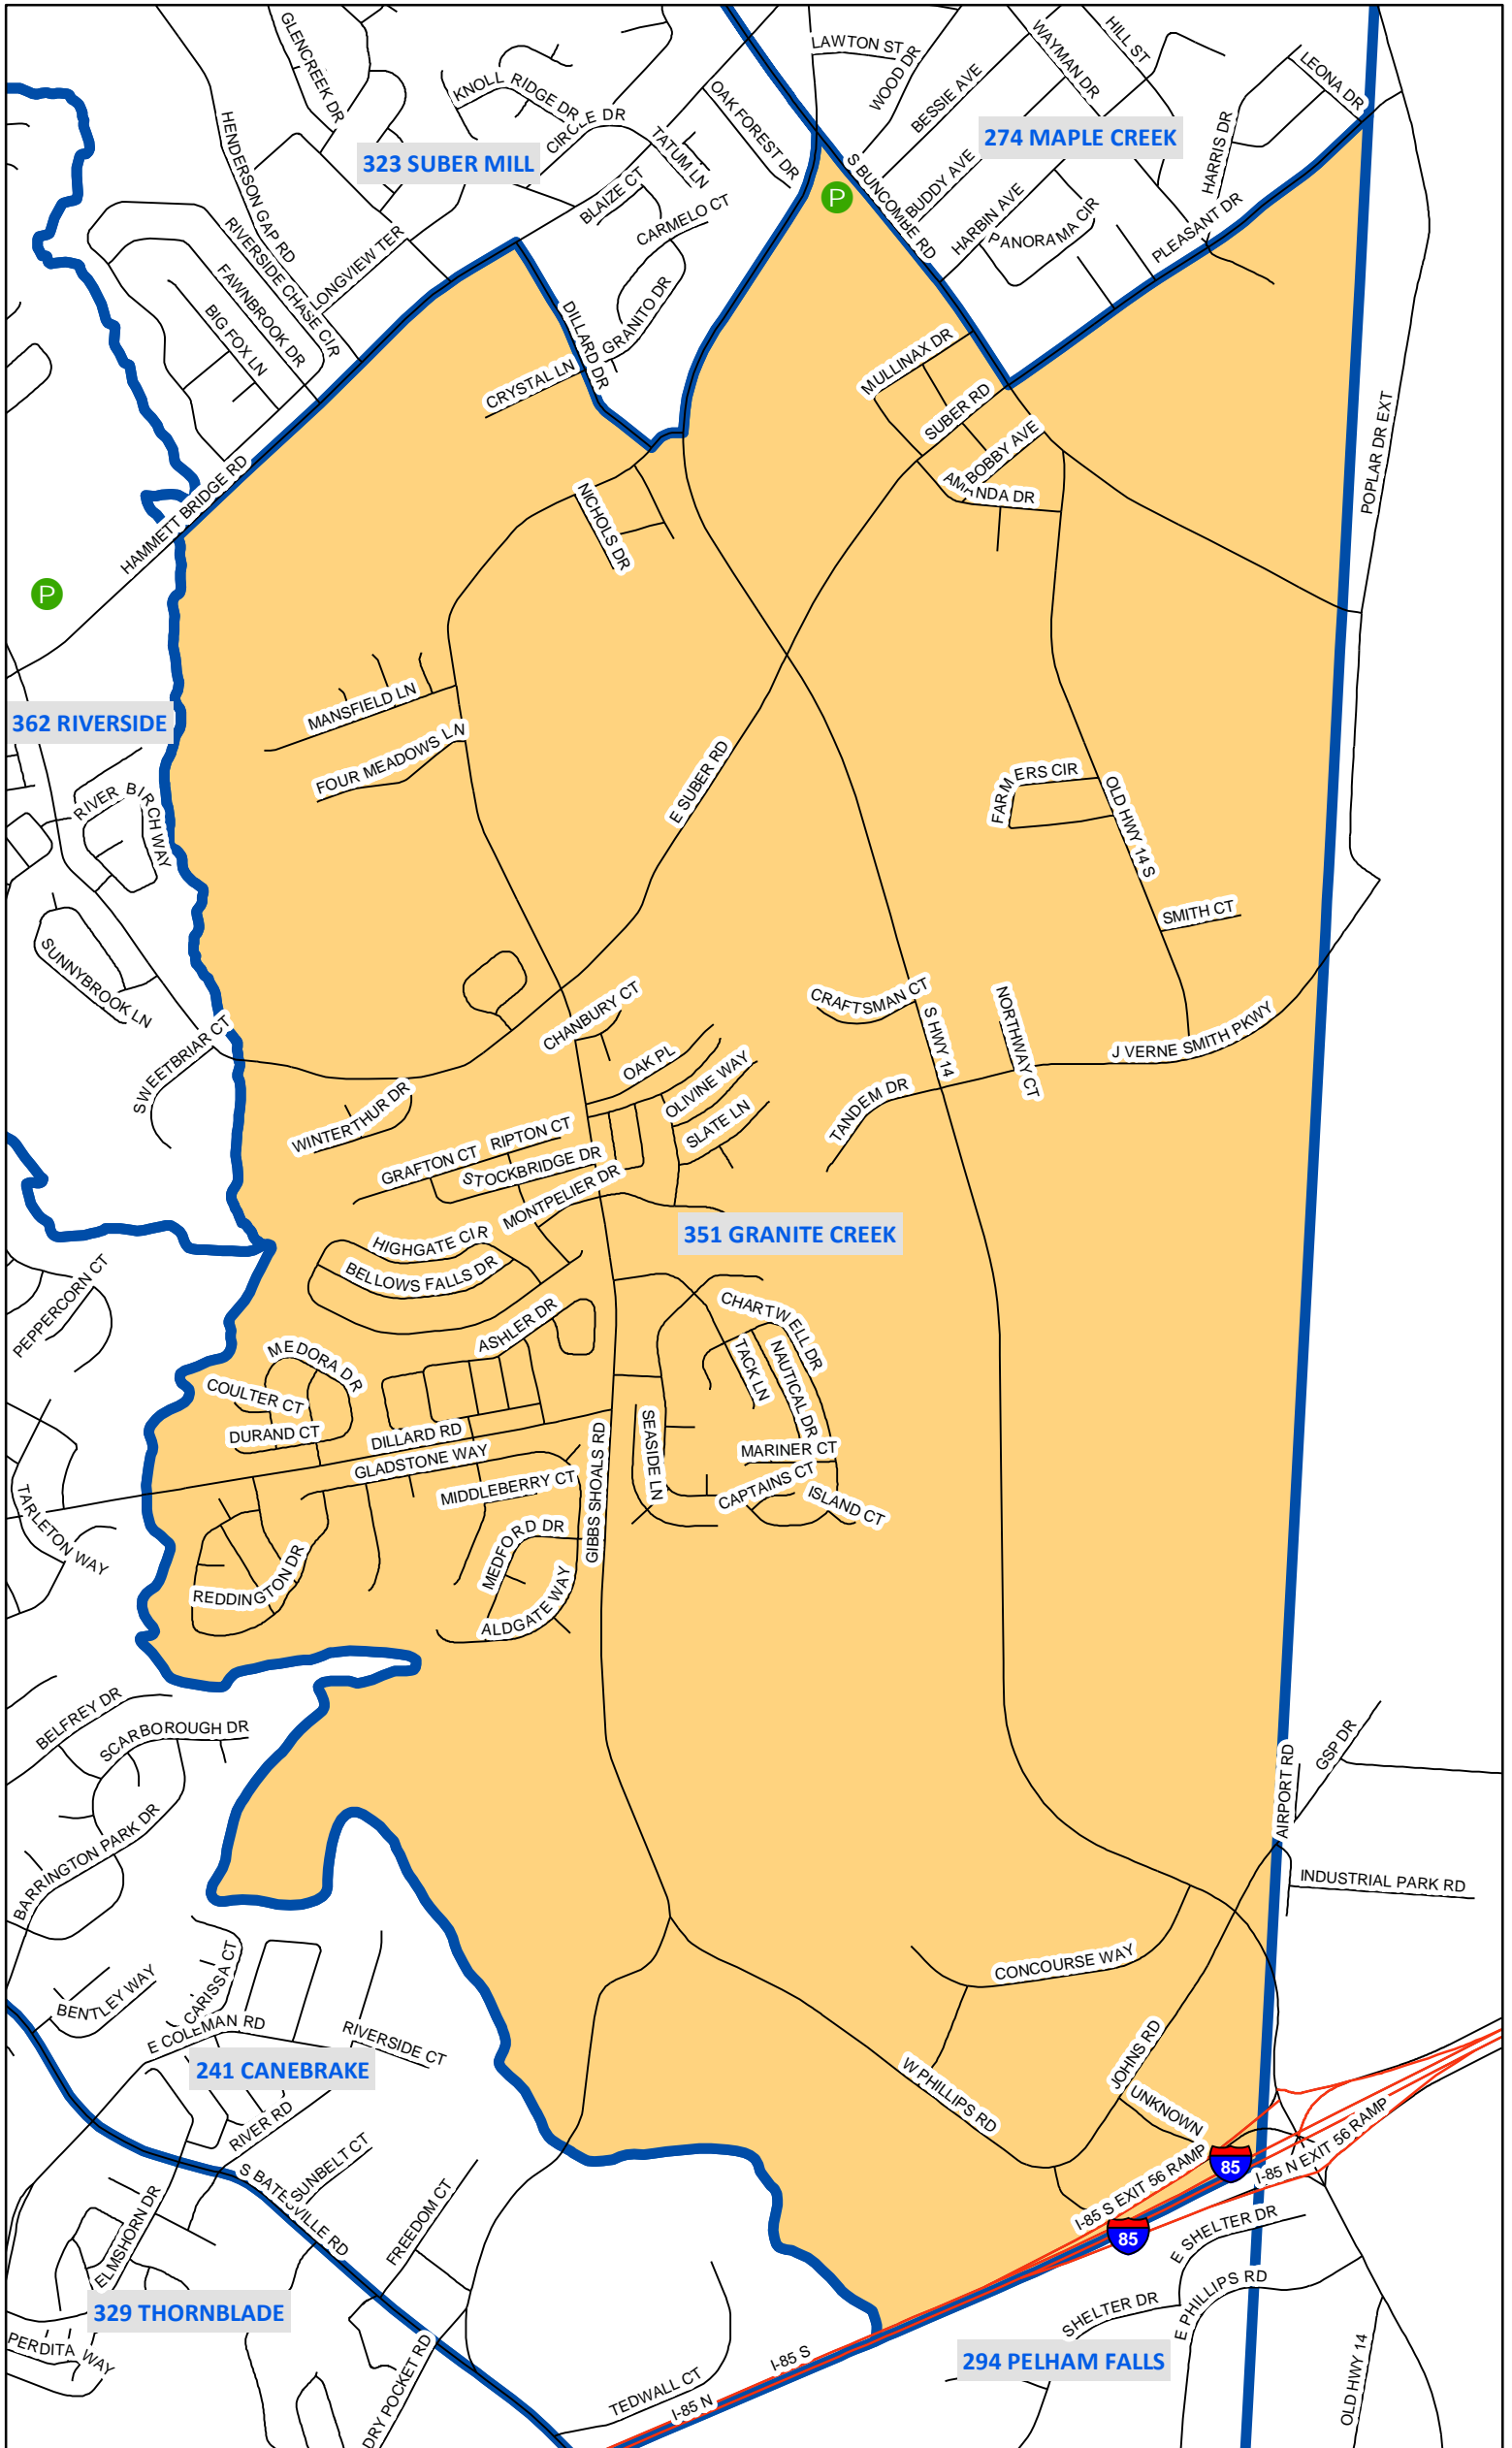 GLENCREEK DR
KNOLL RIDGE DR
CIRCLE DR
TATUM LN
OAK FOREST DR
LAWTON ST
WOOD DR
BESSIE AVE
WAYMAN DR
HILL ST
LEONA DR
HENDERSON GAP RD
323 SUBER MILL
274 MAPLE CREEK
HARRIS DR
BLAIZE CT
CARMELO CT
P
S BUNCOMBE RD
BUDDY AVE
HARBIN AVE
PANORAMA CIR
PLEASANT DR
RIVERSIDE CHASE CIR
LONGVIEW TER
FAWNBROOK DR
BIG FOX LN
DILLARD DR
GRANITO DR
CRYSTAL LN
MULLINAX DR
SUBER RD
BOBBY AVE
AMANDA DR
POPLAR DR EXT
HAMMETT BRIDGE RD
NICHOLS DR
P
362 RIVERSIDE
MANSFIELD LN
FOUR MEADOWS LN
E SUBER RD
FARMERS CIR
OLD HWY 14 S
RIVER BIRCH WAY
SMITH CT
SUNNYBROOK LN
CHANBURY CT
CRAFTSMAN CT
S HWY 14
NORTHWAY CT
J VERNE SMITH PKWY
SWEETBRIAR CT
OAK PL
OLIVINE WAY
SLATE LN
TANDEM DR
WINTERTHUR DR
GRAFTON CT
RIPTON CT
STOCKBRIDGE DR
MONTPELIER DR
351 GRANITE CREEK
HIGHGATE CIR
BELLOWS FALLS DR
PEPPERCORN CT
ASHLER DR
CHARTWELL DR
TACK LN
NAUTICAL DR
MEDORA DR
COULTER CT
DURAND CT
DILLARD RD
GLADSTONE WAY
MIDDLEBERRY CT
GIBBS SHOALS RD
SEASIDE LN
MARINER CT
CAPTAINS CT
ISLAND CT
TARLETON WAY
MEDFORD DR
REDDINGTON DR
ALDGATE WAY
BELFREY DR
SCARBOROUGH DR
BARRINGTON PARK DR
AIRPORT RD
GSP DR
INDUSTRIAL PARK RD
CARISSA CT
BENTLEY WAY
E COLEMAN RD
RIVERSIDE CT
CONCOURSE WAY
241 CANEBRAKE
JOHNS RD
W PHILLIPS RD
UNKNOWN
RIVER RD
SUNBELT CT
S BATESVILLE RD
I-85 S EXIT 56 RAMP
85
I-85 N EXIT 56 RAMP
85
FREEDOM CT
ELMSHORN DR
E SHELTER DR
E PHILLIPS RD
SHELTER DR
329 THORNBLADE
PERDITA WAY
294 PELHAM FALLS
DRY POCKET RD
TEDWALL CT
I-85 S
I-85 N
OLD HWY 14